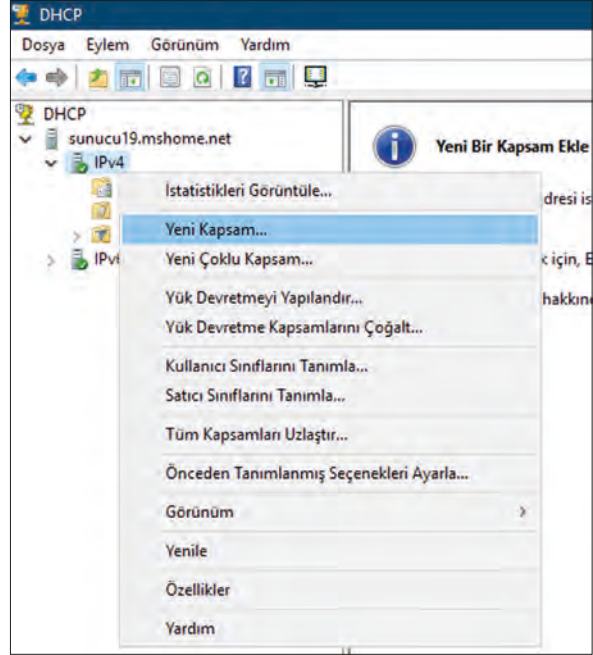 DHCP
Dosya Eylem Görünüm Yardım
DHCP
sunucu19.mshome.net
IPv4
Yeni Bir Kapsam Ekle
İstatistikleri Görüntüle...
dresi is
Yeni Kapsam...
Yeni Çoklu Kapsam...
IPv
k için, E
Yük Devretmeyi Yapılandır...
hakkınd
Yük Devretme Kapsamlarını Çoğalt...
Kullanıcı Sınıflarını Tanımla...
Satıcı Sınıflarını Tanımla...
Tüm Kapsamları Uzlaştır...
Önceden Tanımlanmış Seçenekleri Ayarla...
Görünüm
Yenile
Özellikler
Yardım